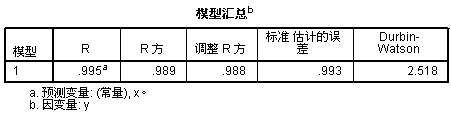 模型汇总b
模型 R R 方 调整 R 方 标准 估计的误差 Durbin-Watson
1 .995a .989 .988 .993 2.518
a. 预测变量: (常量), x。
b. 因变量: y